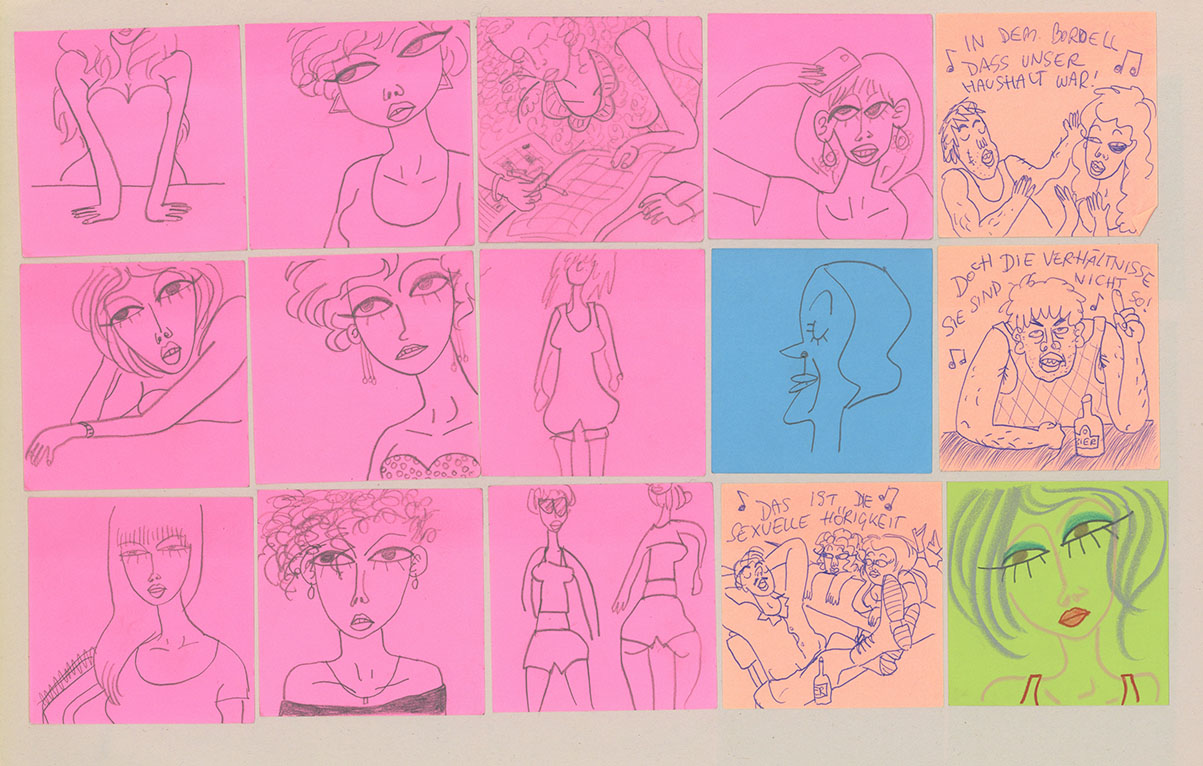 IN DEM BORDELL
DASS UNSER
HAUSHALT WAR!
DOCH DIE VERHÄLTNISSE
SIE SIND NICHT SO!
BIER
DAS IST DIE
SEXUELLE HÖRIGKEIT